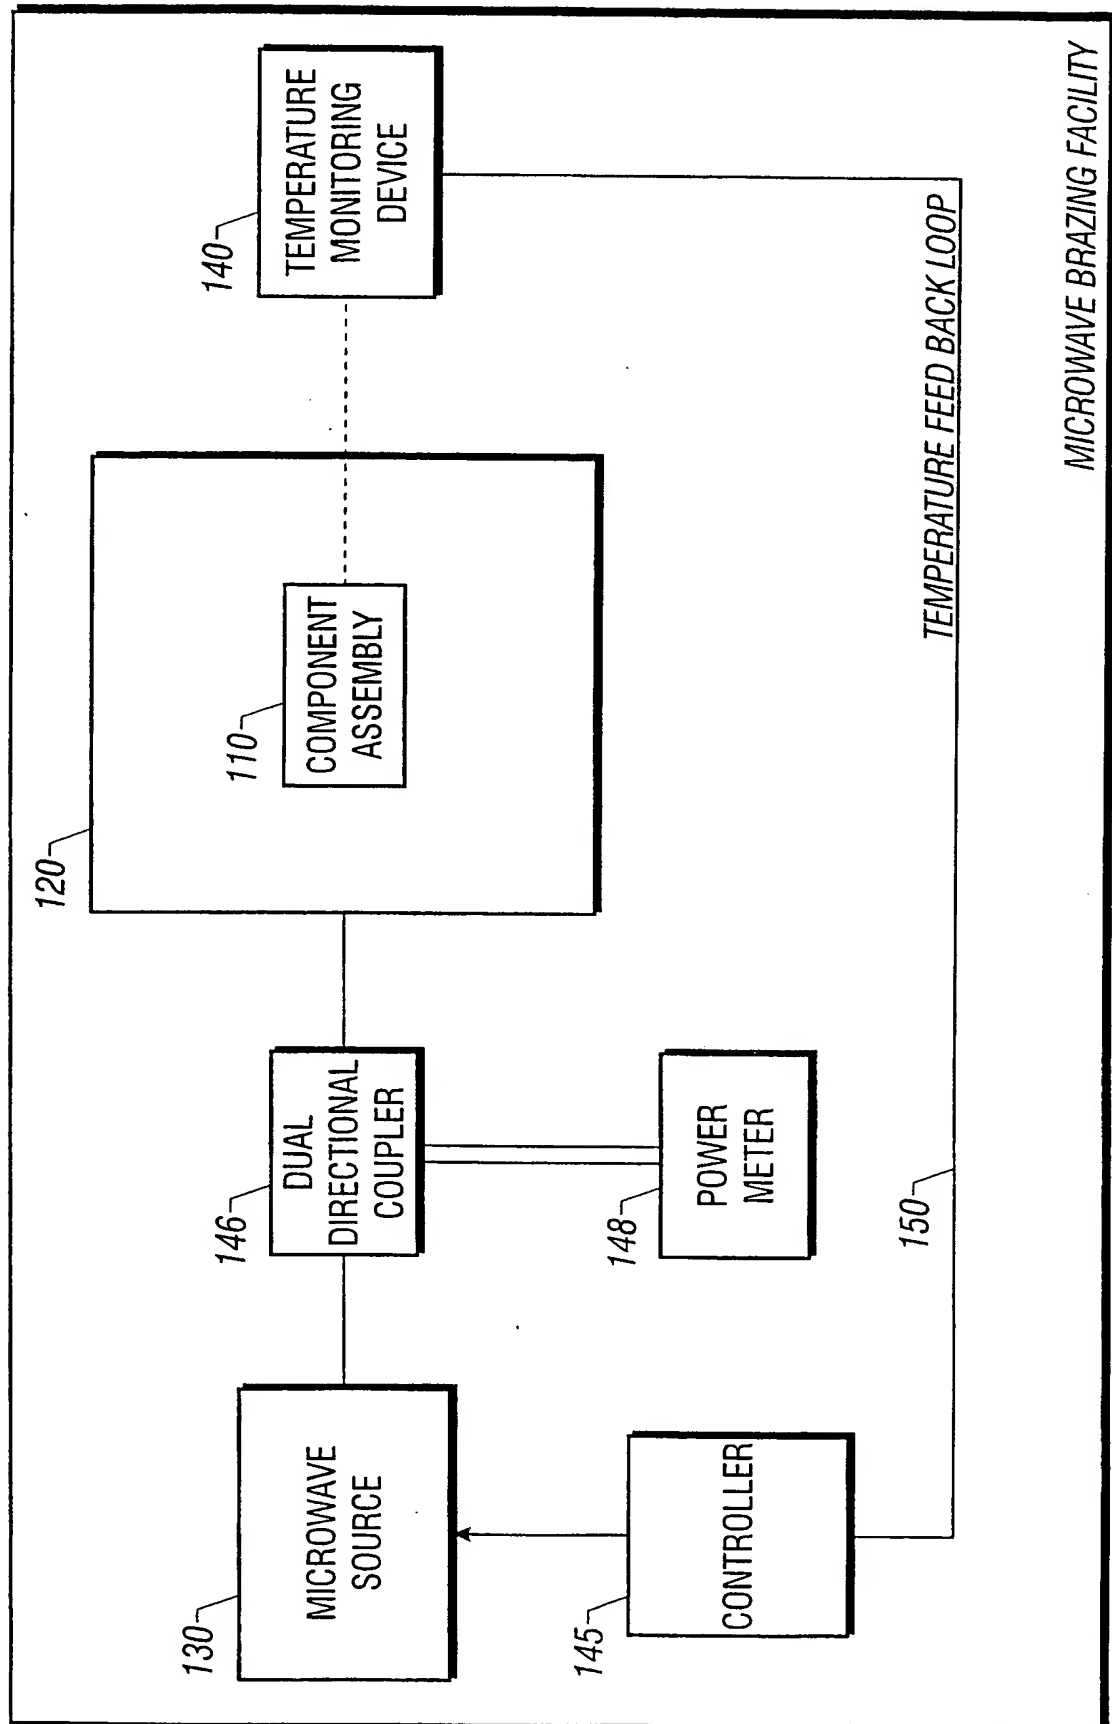 130
MICROWAVE
SOURCE
146
DUAL
DIRECTIONAL
COUPLER
120
110
COMPONENT
ASSEMBLY
140
TEMPERATURE
MONITORING
DEVICE
145
CONTROLLER
148
POWER
METER
150
TEMPERATURE FEED BACK LOOP
MICROWAVE BRAZING FACILITY